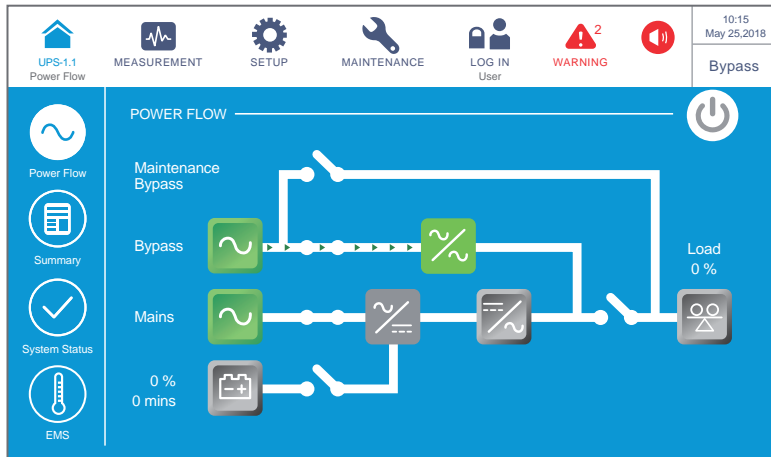 UPS-1.1
Power Flow
MEASUREMENT
SETUP
MAINTENANCE
LOG IN
User
2
WARNING
10:15
May 25,2018
Bypass
POWER FLOW
Power Flow
Summary
System Status
EMS
Maintenance
Bypass
Bypass
Mains
0 %
0 mins
Load
0 %